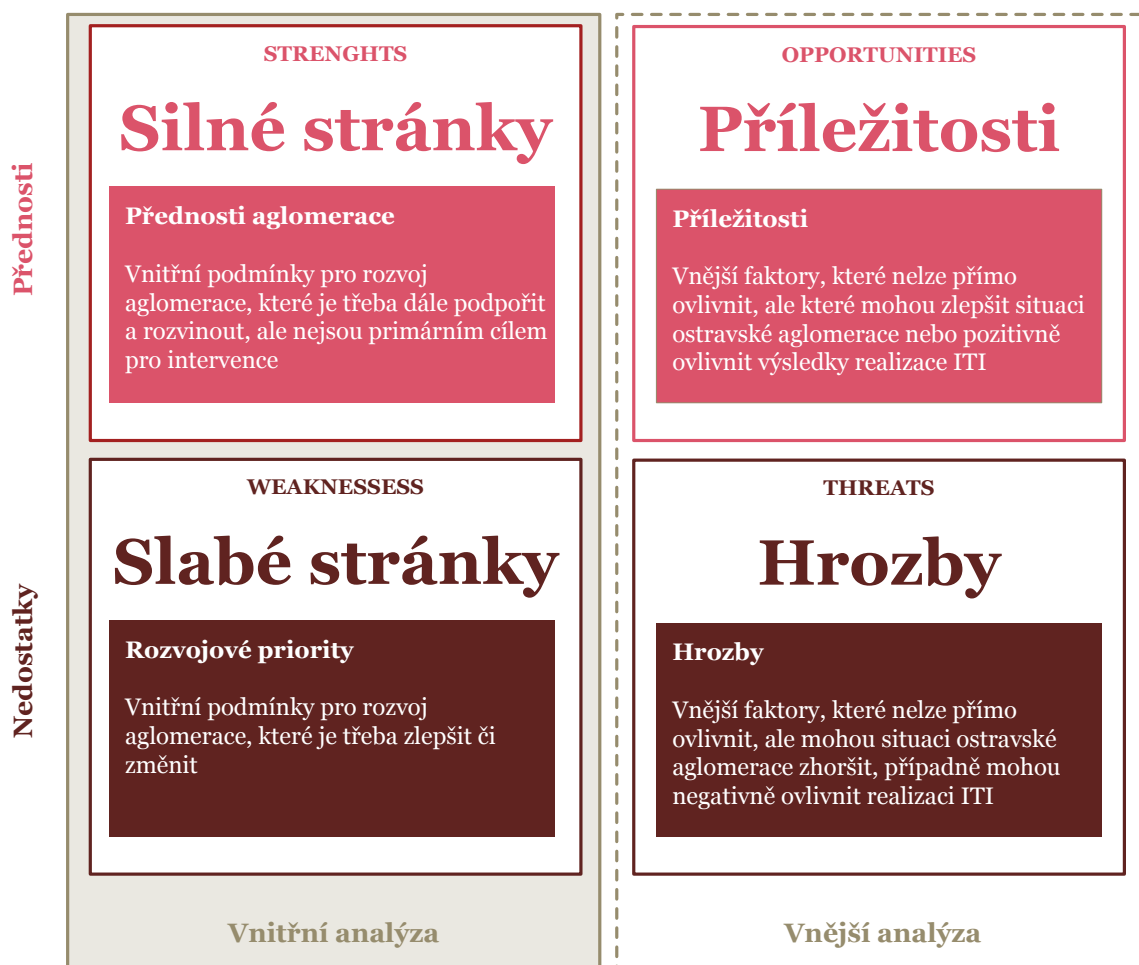 Přednosti
STRENGHTS
Silné stránky
Přednosti aglomerace
Vnitřní podmínky pro rozvoj
aglomerace, které je třeba dále podpořit
a rozvinout, ale nejsou primárním cílem
pro intervence
OPPORTUNITIES
Příležitosti
Příležitosti
Vnější faktory, které nelze přímo
ovlivnit, ale které mohou zlepšit situaci
ostravské aglomerace nebo pozitivně
ovlivnit výsledky realizace ITI
Nedostatky
WEAKNESSESS
Slabé stránky
Rozvojové priority
Vnitřní podmínky pro rozvoj
aglomerace, které je třeba zlepšit či
změnit
THREATS
Hrozby
Hrozby
Vnější faktory, které nelze přímo
ovlivnit, ale mohou situaci ostravské
aglomerace zhoršit, případně mohou
negativně ovlivnit realizaci ITI
Vnitřní analýza
Vnější analýza